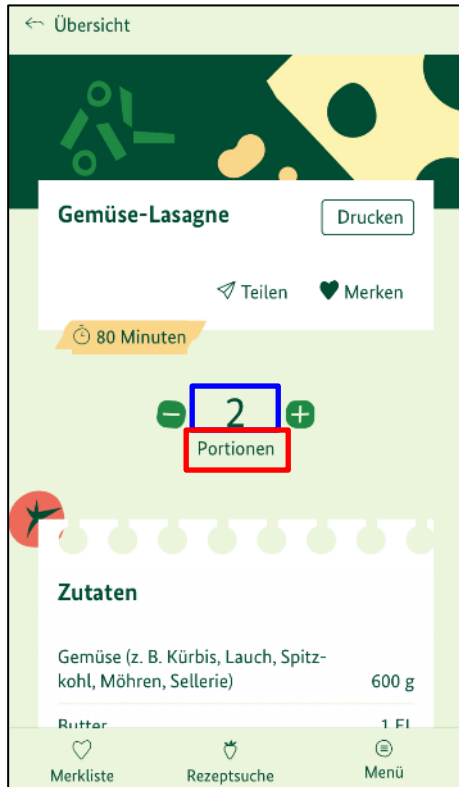 Übersicht
Gemüse-Lasagne
Drucken
Teilen
Merken
80 Minuten
2
Portionen
Zutaten
Gemüse (z. B. Kürbis, Lauch, Spitz-
kohl, Möhren, Sellerie) 600 g
Butter 1 EL
Merkliste
Rezeptsuche
Menü